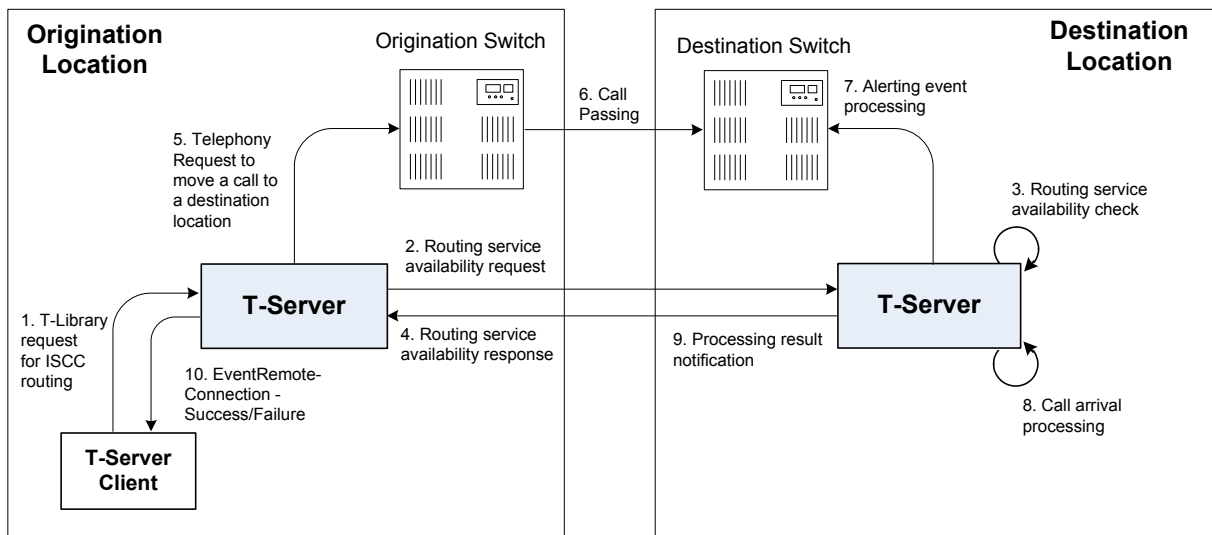 Origination
Location
Origination Switch
Destination Switch
Destination
Location
6. Call
Passing
7. Alerting event
processing
5. Telephony
Request to
move a call to
a destination
location
3. Routing service
availability check
2. Routing service
availability request
T-Server
T-Server
1. T-Library
request
for ISCC
routing
4. Routing service
availability response
9. Processing result
notification
10. EventRemote-
Connection -
Success/Failure
8. Call arrival
processing
T-Server
Client